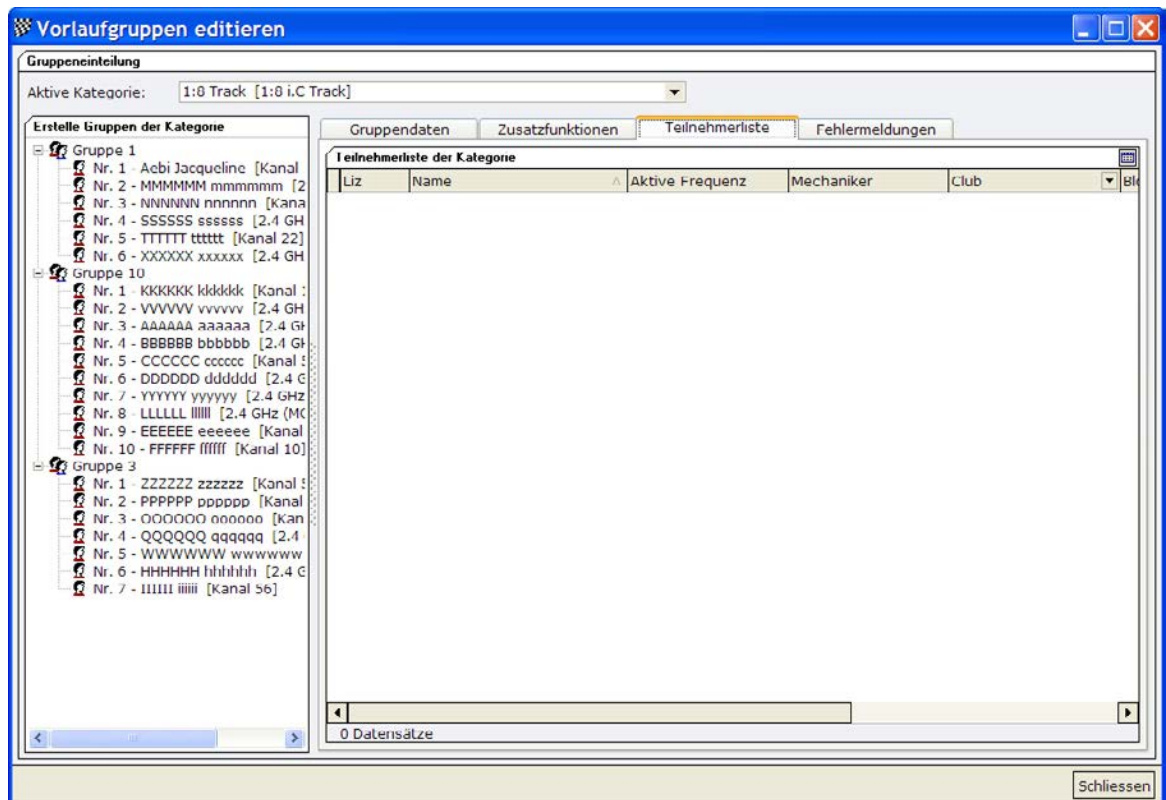 Vorlaufgruppen editieren
Gruppeneinteilung
Aktive Kategorie: 1:8 Track [1:8 i.C Track]
Erstelle Gruppen der Kategorie
Gruppe 1
Nr. 1 - Aebi Jacqueline [Kanal
Nr. 2 - MMMMMM mmmmmm [2
Nr. 3 - NNNNNN nnnnnn [Kana
Nr. 4 - SSSSSS ssssss [2.4 GH
Nr. 5 - TTTTTT tttttt [Kanal 22]
Nr. 6 - XXXXXX xxxxxx [2.4 GH
Gruppe 10
Nr. 1 - KKKKKK kkkkkk [Kanal
Nr. 2 - VVVVVV vvvvvv [2.4 GH
Nr. 3 - AAAAAA aaaaaa [2.4 GH
Nr. 4 - BBBBBB bbbbbb [2.4 GH
Nr. 5 - CCCCCC cccccc [Kanal
Nr. 6 - DDDDDD dddddd [2.4 G
Nr. 7 - YYYYYY yyyyyy [2.4 GHz
Nr. 8 - LLLLLL llllll [2.4 GHz (MC
Nr. 9 - EEEEEE eeeeee [Kanal
Nr. 10 - FFFFFF ffffff [Kanal 10]
Gruppe 3
Nr. 1 - ZZZZZZ zzzzzz [Kanal
Nr. 2 - PPPPPP pppppp [Kanal
Nr. 3 - OOOOOO oooooo [Kan
Nr. 4 - QQQQQQ qqqqqq [2.4
Nr. 5 - WWWWWW wwwwww
Nr. 6 - HHHHHH hhhhhh [2.4 G
Nr. 7 - IIIIII iiiiii [Kanal 56]
Gruppendaten Zusatzfunktionen Teilnehmerliste Fehlermeldungen
Teilnehmerliste der Kategorie
Liz Name Aktive Frequenz Mechaniker Club
0 Datensätze
Schliessen